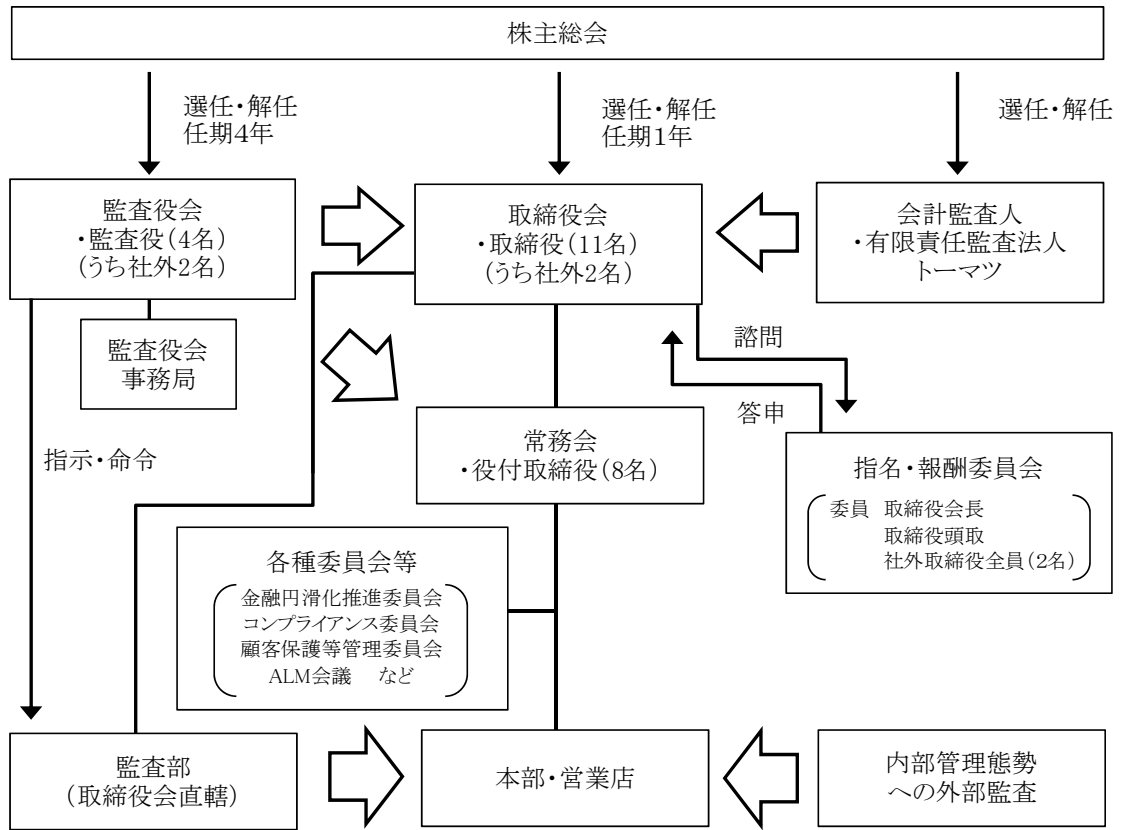 株主総会
選任・解任
任期4年
選任・解任
任期1年
選任・解任
監査役会
・監査役(4名)
(うち社外2名)
取締役会
・取締役(11名)
(うち社外2名)
会計監査人
・有限責任監査法人
トーマツ
監査役会
事務局
諮問
答申
指示・命令
常務会
・役付取締役(8名)
指名・報酬委員会
委員 取締役会長
取締役頭取
社外取締役全員(2名)
各種委員会等
金融円滑化推進委員会
コンプライアンス委員会
顧客保護等管理委員会
ALM会議 など
監査部
(取締役会直轄)
本部・営業店
内部管理態勢
への外部監査